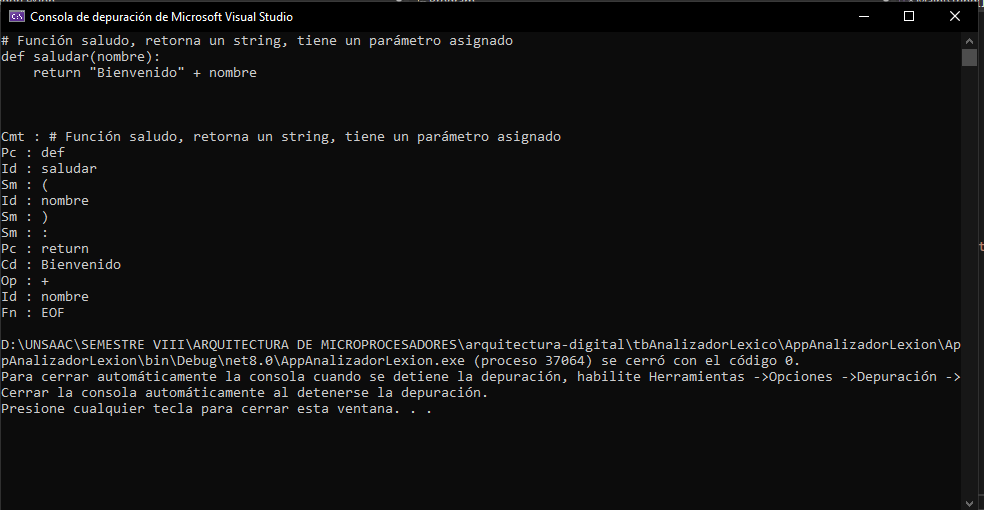 Consola de depuración de Microsoft Visual Studio
# Función saludo, retorna un string, tiene un parámetro asignado
def saludar(nombre):
    return "Bienvenido" + nombre
Cmt : # Función saludo, retorna un string, tiene un parámetro asignado
Pc : def
Id : saludar
Sm : (
Id : nombre
Sm : )
Sm : :
Pc : return
Cd : Bienvenido
Op : +
Id : nombre
Fn : EOF
D:\UNSAAC\SEMESTRE VIII\ARQUITECTURA DE MICROPROCESADORES\arquitectura-digital\tbAnalizadorLexico\AppAnalizadorLexion\Ap
pAnalizadorLexion\bin\Debug\net8.0\AppAnalizadorLexion.exe (proceso 37064) se cerró con el código 0.
Para cerrar automáticamente la consola cuando se detiene la depuración, habilite Herramientas ->Opciones ->Depuración ->
Cerrar la consola automáticamente al detenerse la depuración.
Presione cualquier tecla para cerrar esta ventana. . .